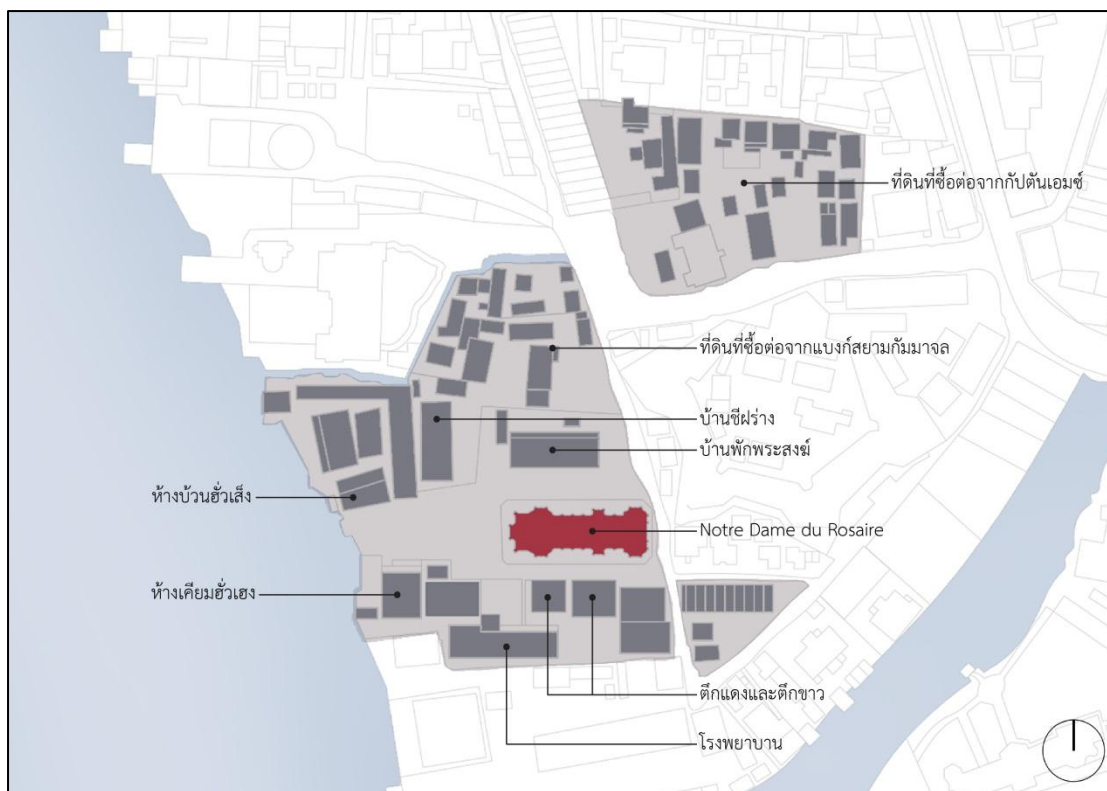 ที่ดินที่ซื้อต่อจากกัปตันเอมซ์
ที่ดินที่ซื้อต่อจากแบงก์สยามกัมมาจล
บ้านชีฝร่าง
บ้านพักพระสงฆ์
ห้างบ้วนฮั่วเส็ง
Notre Dame du Rosaire
ห้างเคียมฮั่วเฮง
ตึกแดงและตึกขาว
โรงพยาบาน